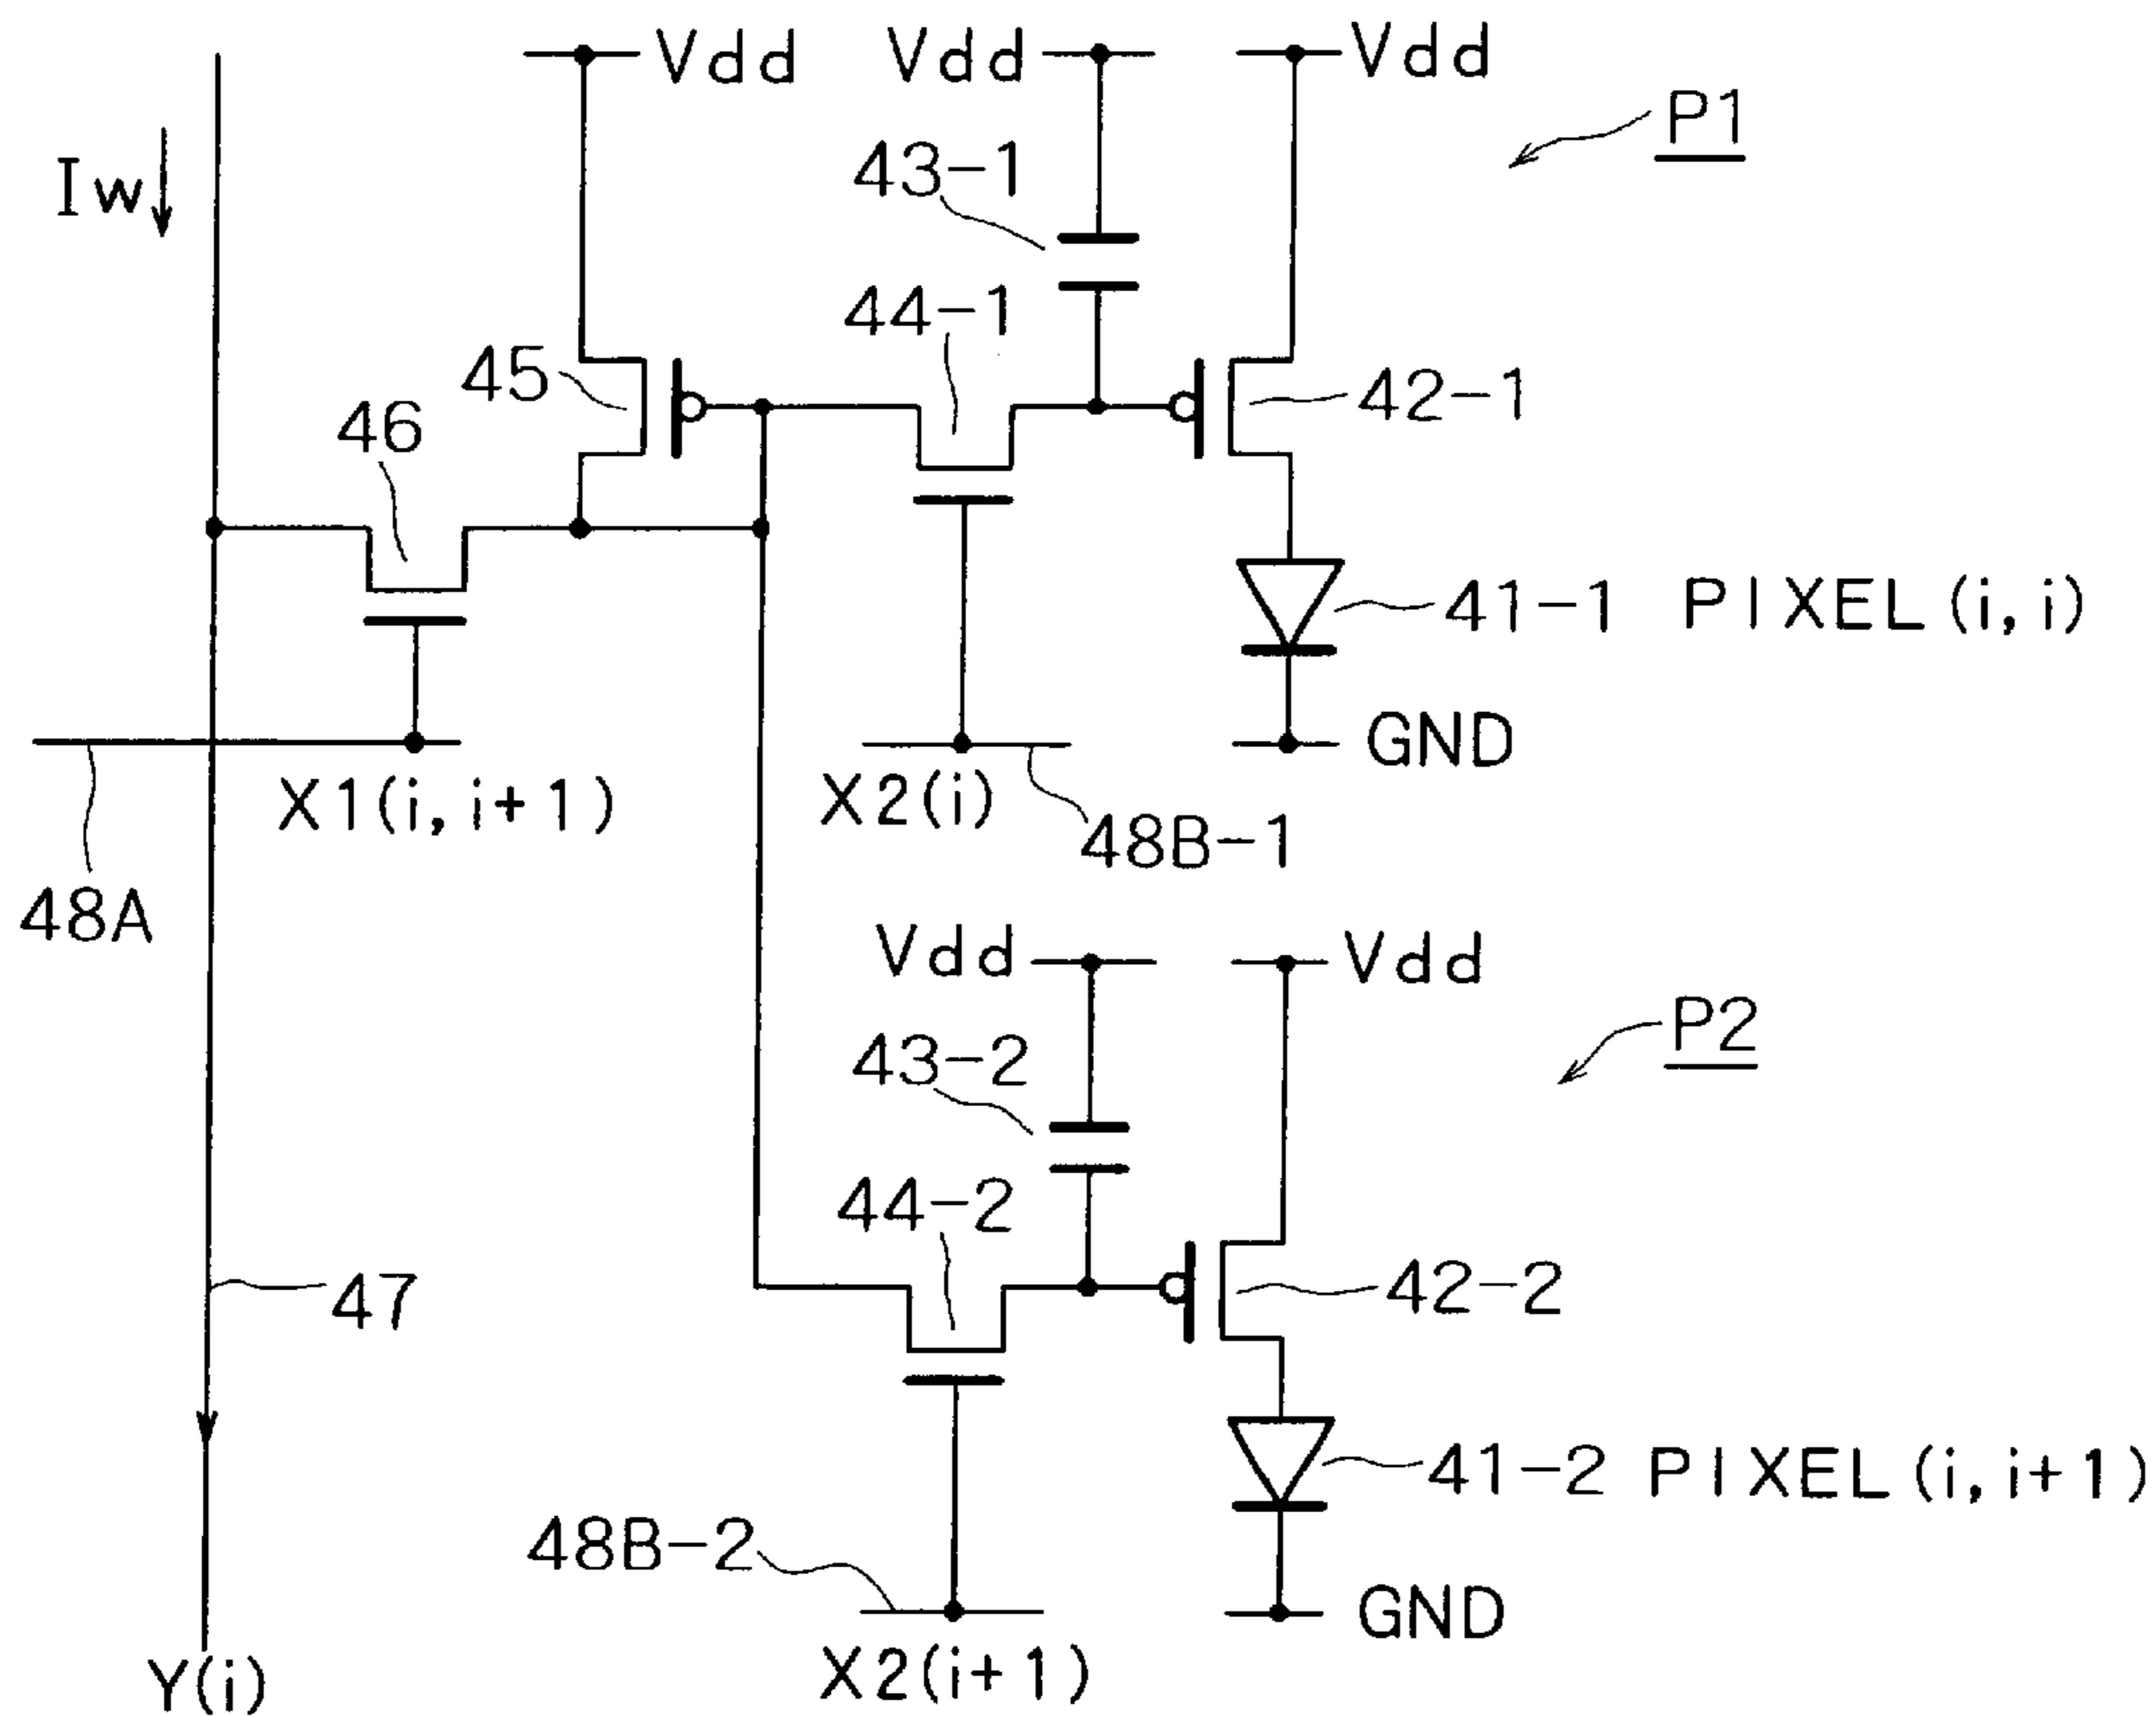 Vdd Vdd Vdd
P1
Iw
43-1
44-1
45 42-1
46
41-1 PIXEL(i,i)
GND
X1(i,i+1) X2(i)
48B-1
48A
Vdd Vdd
P2
43-2
44-2
47 42-2
41-2 PIXEL(i,i+1)
48B-2
GND
Y(i) X2(i+1)